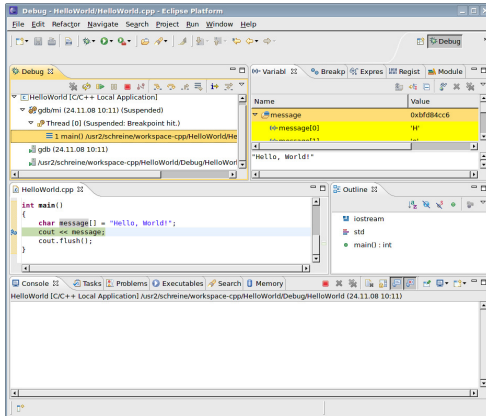 Debug - HelloWorld/HelloWorld.cpp - Eclipse Platform
File Edit Refactor Navigate Search Project Run Window Help
Debug
Debug
Variabl Breakp Expres Regist Module
HelloWorld [C/C++ Local Application]
gdb/mi (24.11.08 10:11) (Suspended)
Thread [0] (Suspended: Breakpoint hit.)
1 main() /usr2/schreine/workspace-cpp/HelloWorld/He
gdb (24.11.08 10:11)
/usr2/schreine/workspace-cpp/HelloWorld/Debug/HelloWorl
Name Value
message 0xbfd84cc6
message[0] 'H'
message[1] 'e'
"Hello, World!"
HelloWorld.cpp
int main()
{
char message[] = "Hello, World!";
cout << message;
cout.flush();
}
Outline
iostream
std
main() : int
Console Tasks Problems Executables Search Memory
HelloWorld [C/C++ Local Application] /usr2/schreine/workspace-cpp/HelloWorld/Debug/HelloWorld (24.11.08 10:11)